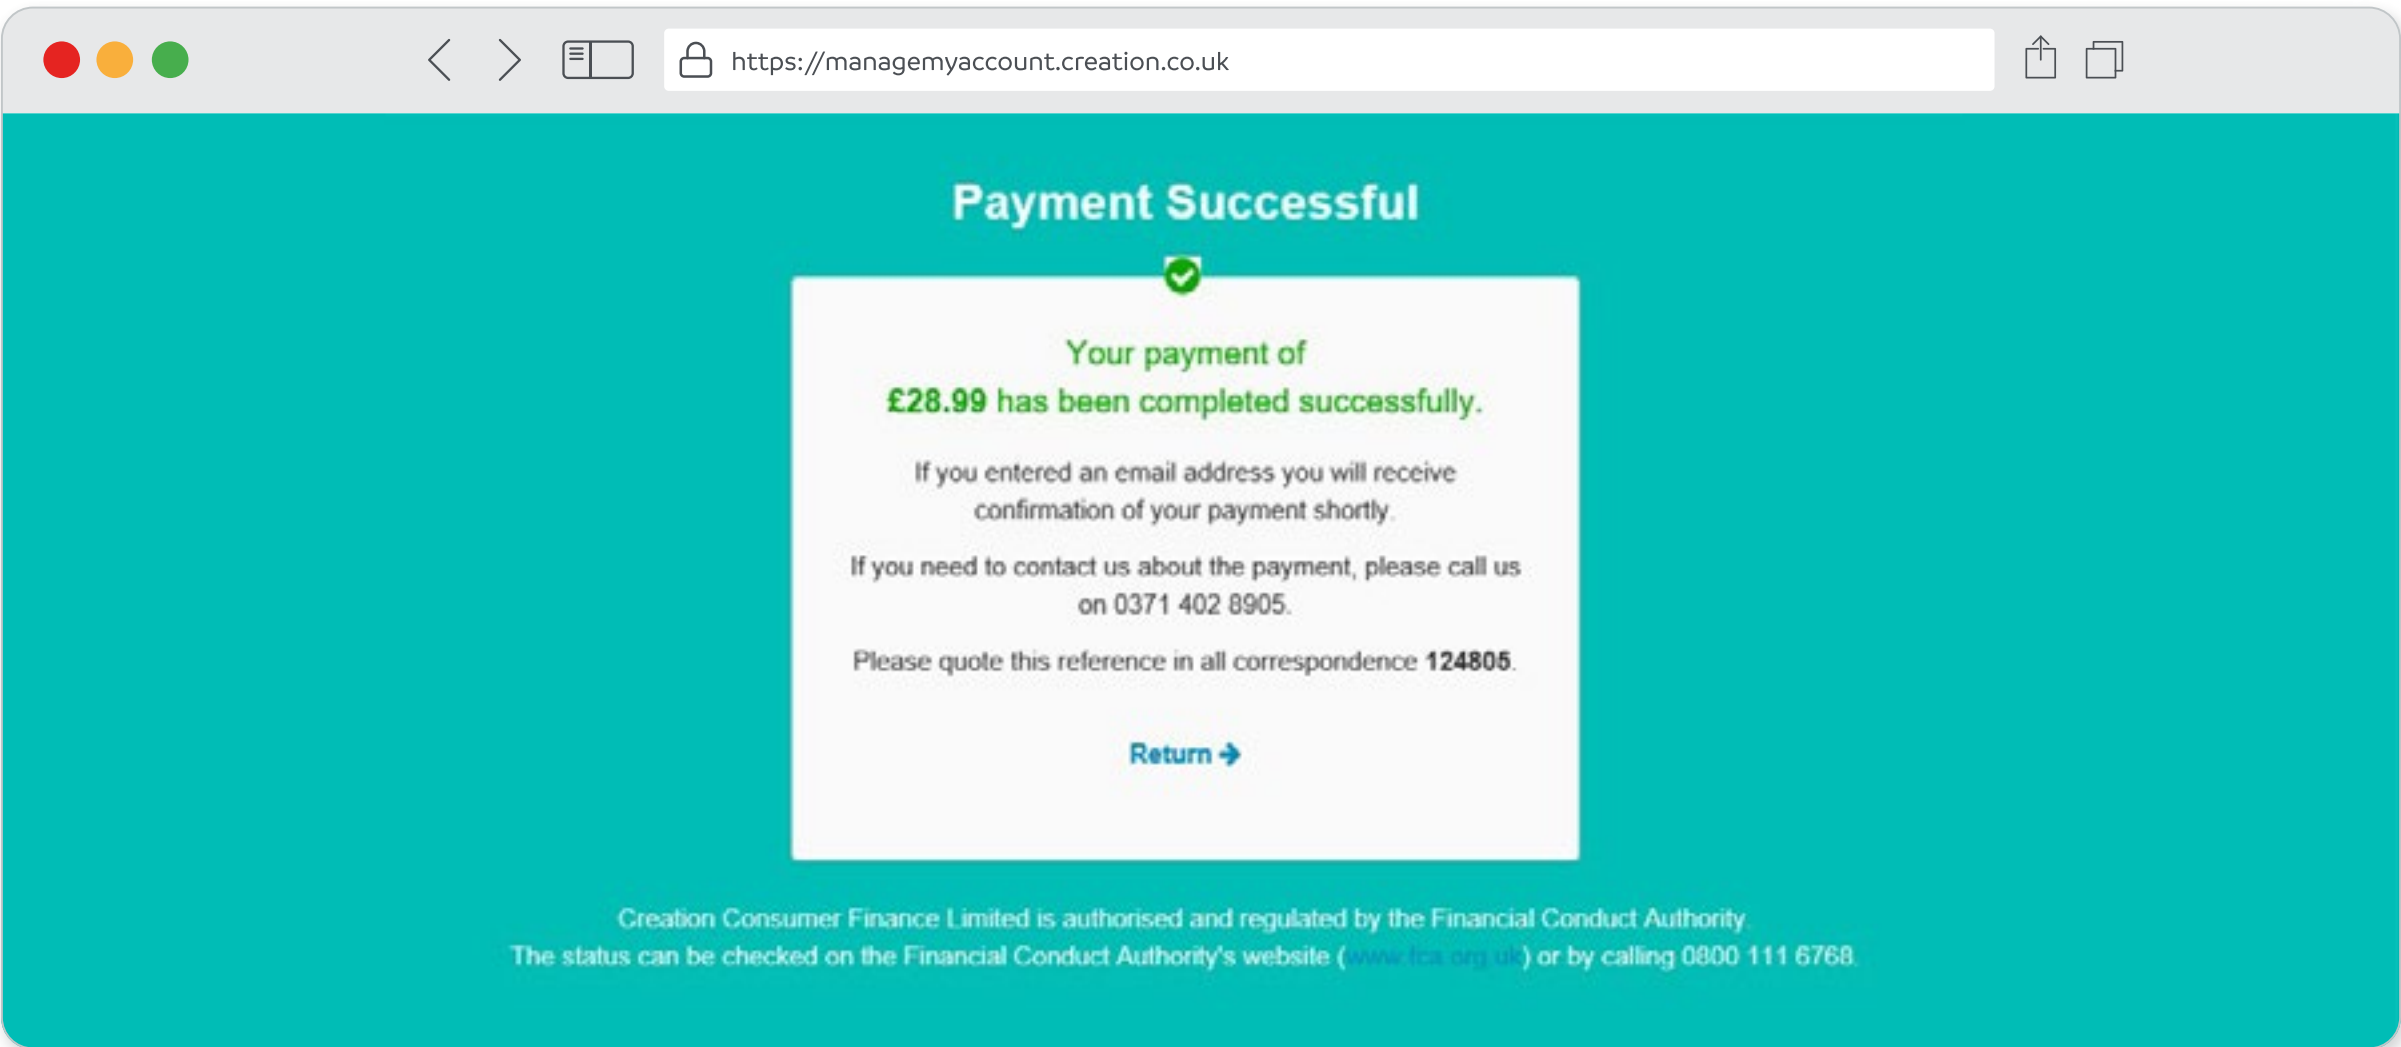 https://managemyaccount.creation.co.uk
Payment Successful
Your payment of
£28.99 has been completed successfully.
If you entered an email address you will receive
confirmation of your payment shortly.
If you need to contact us about the payment, please call us
on 0371 402 8905.
Please quote this reference in all correspondence 124805.
Return
Creation Consumer Finance Limited is authorised and regulated by the Financial Conduct Authority.
The status can be checked on the Financial Conduct Authority's website (www.fca.org.uk) or by calling 0800 111 6768.